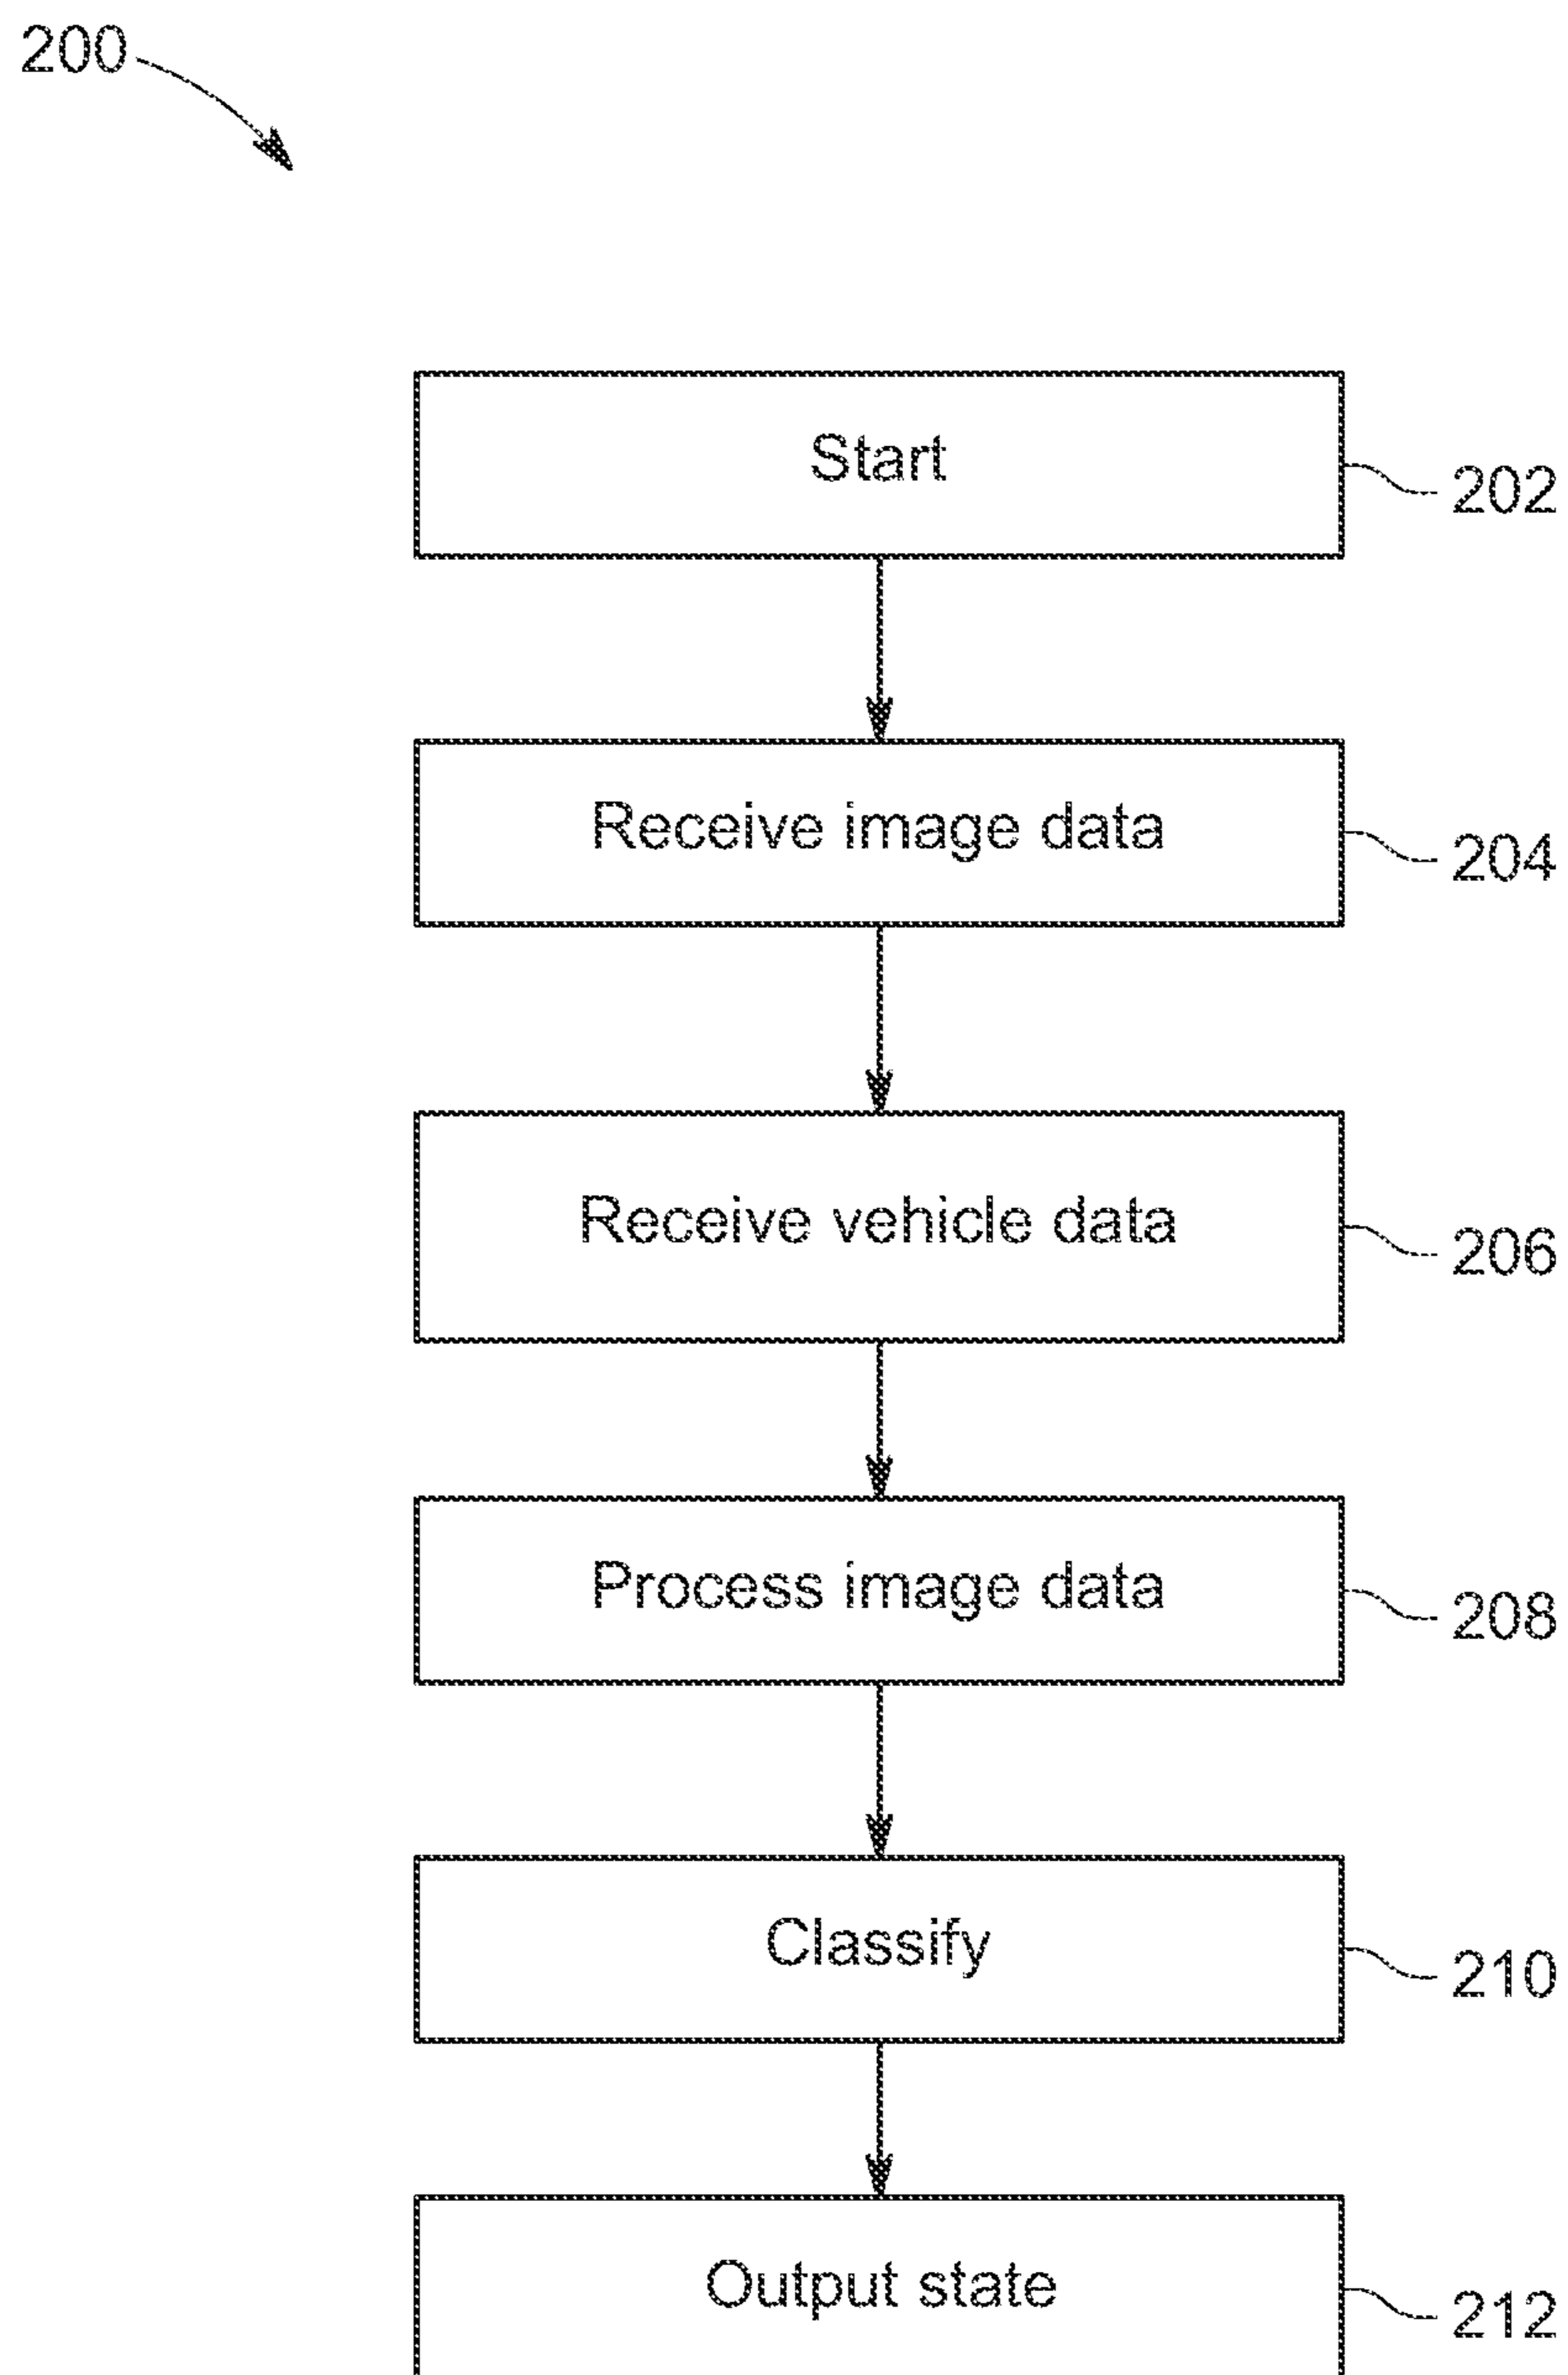 200
Start
202
Receive image data
204
Receive vehicle data
206
Process image data
208
Classify
210
Output state
212